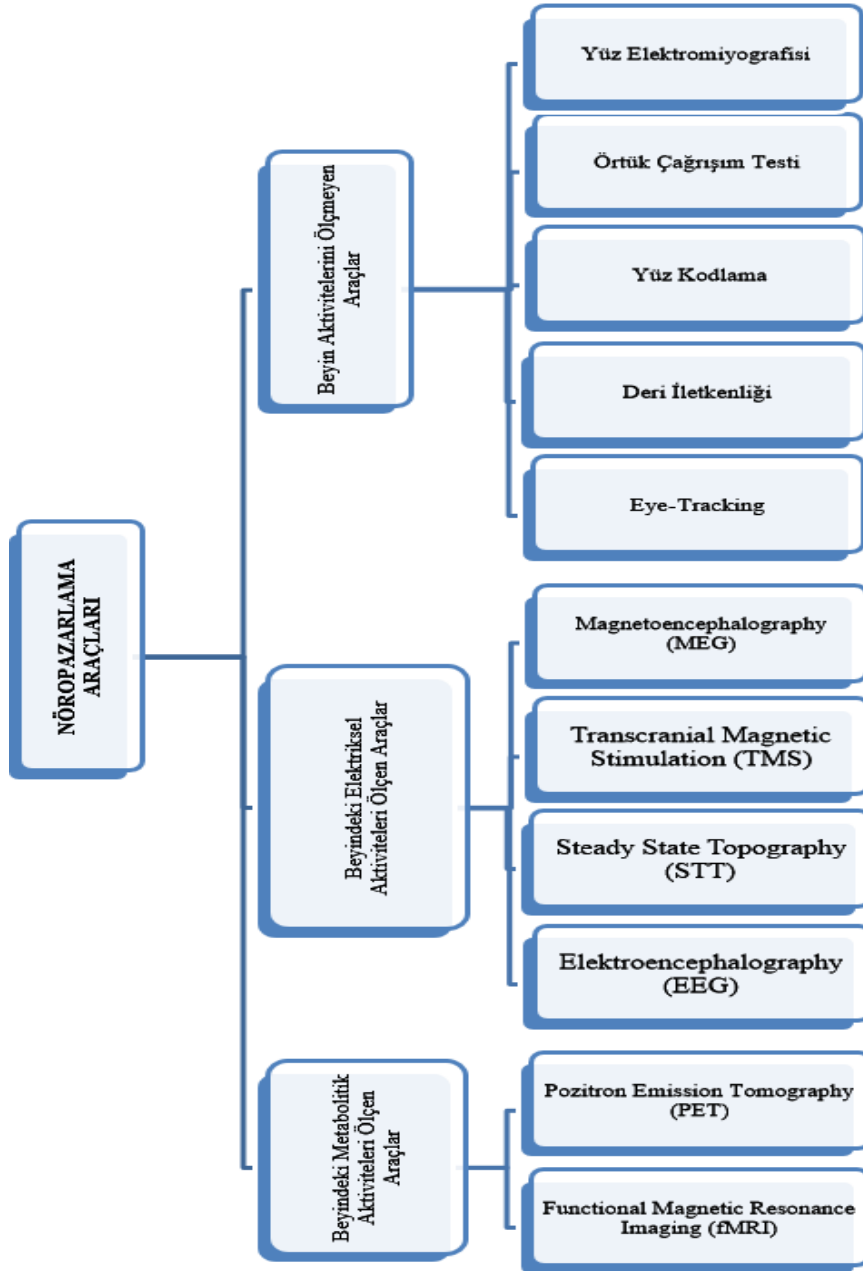 NÖROPAZARLAMA
ARAÇLARI
Beyin Aktivitelerini Ölçmeyen
Araçlar
Yüz Elektromiyografisi
Örtük Çağrışım Testi
Yüz Kodlama
Deri İletkenliği
Eye-Tracking
Beyindeki Elektriksel
Aktiviteleri Ölçen Araçlar
Magnetoencephalography
(MEG)
Transcranial Magnetic
Stimulation (TMS)
Steady State Topography
(STT)
Elektroencephalography
(EEG)
Beyindeki Metabolitik
Aktiviteleri Ölçen
Araçlar
Pozitron Emission Tomography
(PET)
Functional Magnetic Resonance
Imaging (fMRI)